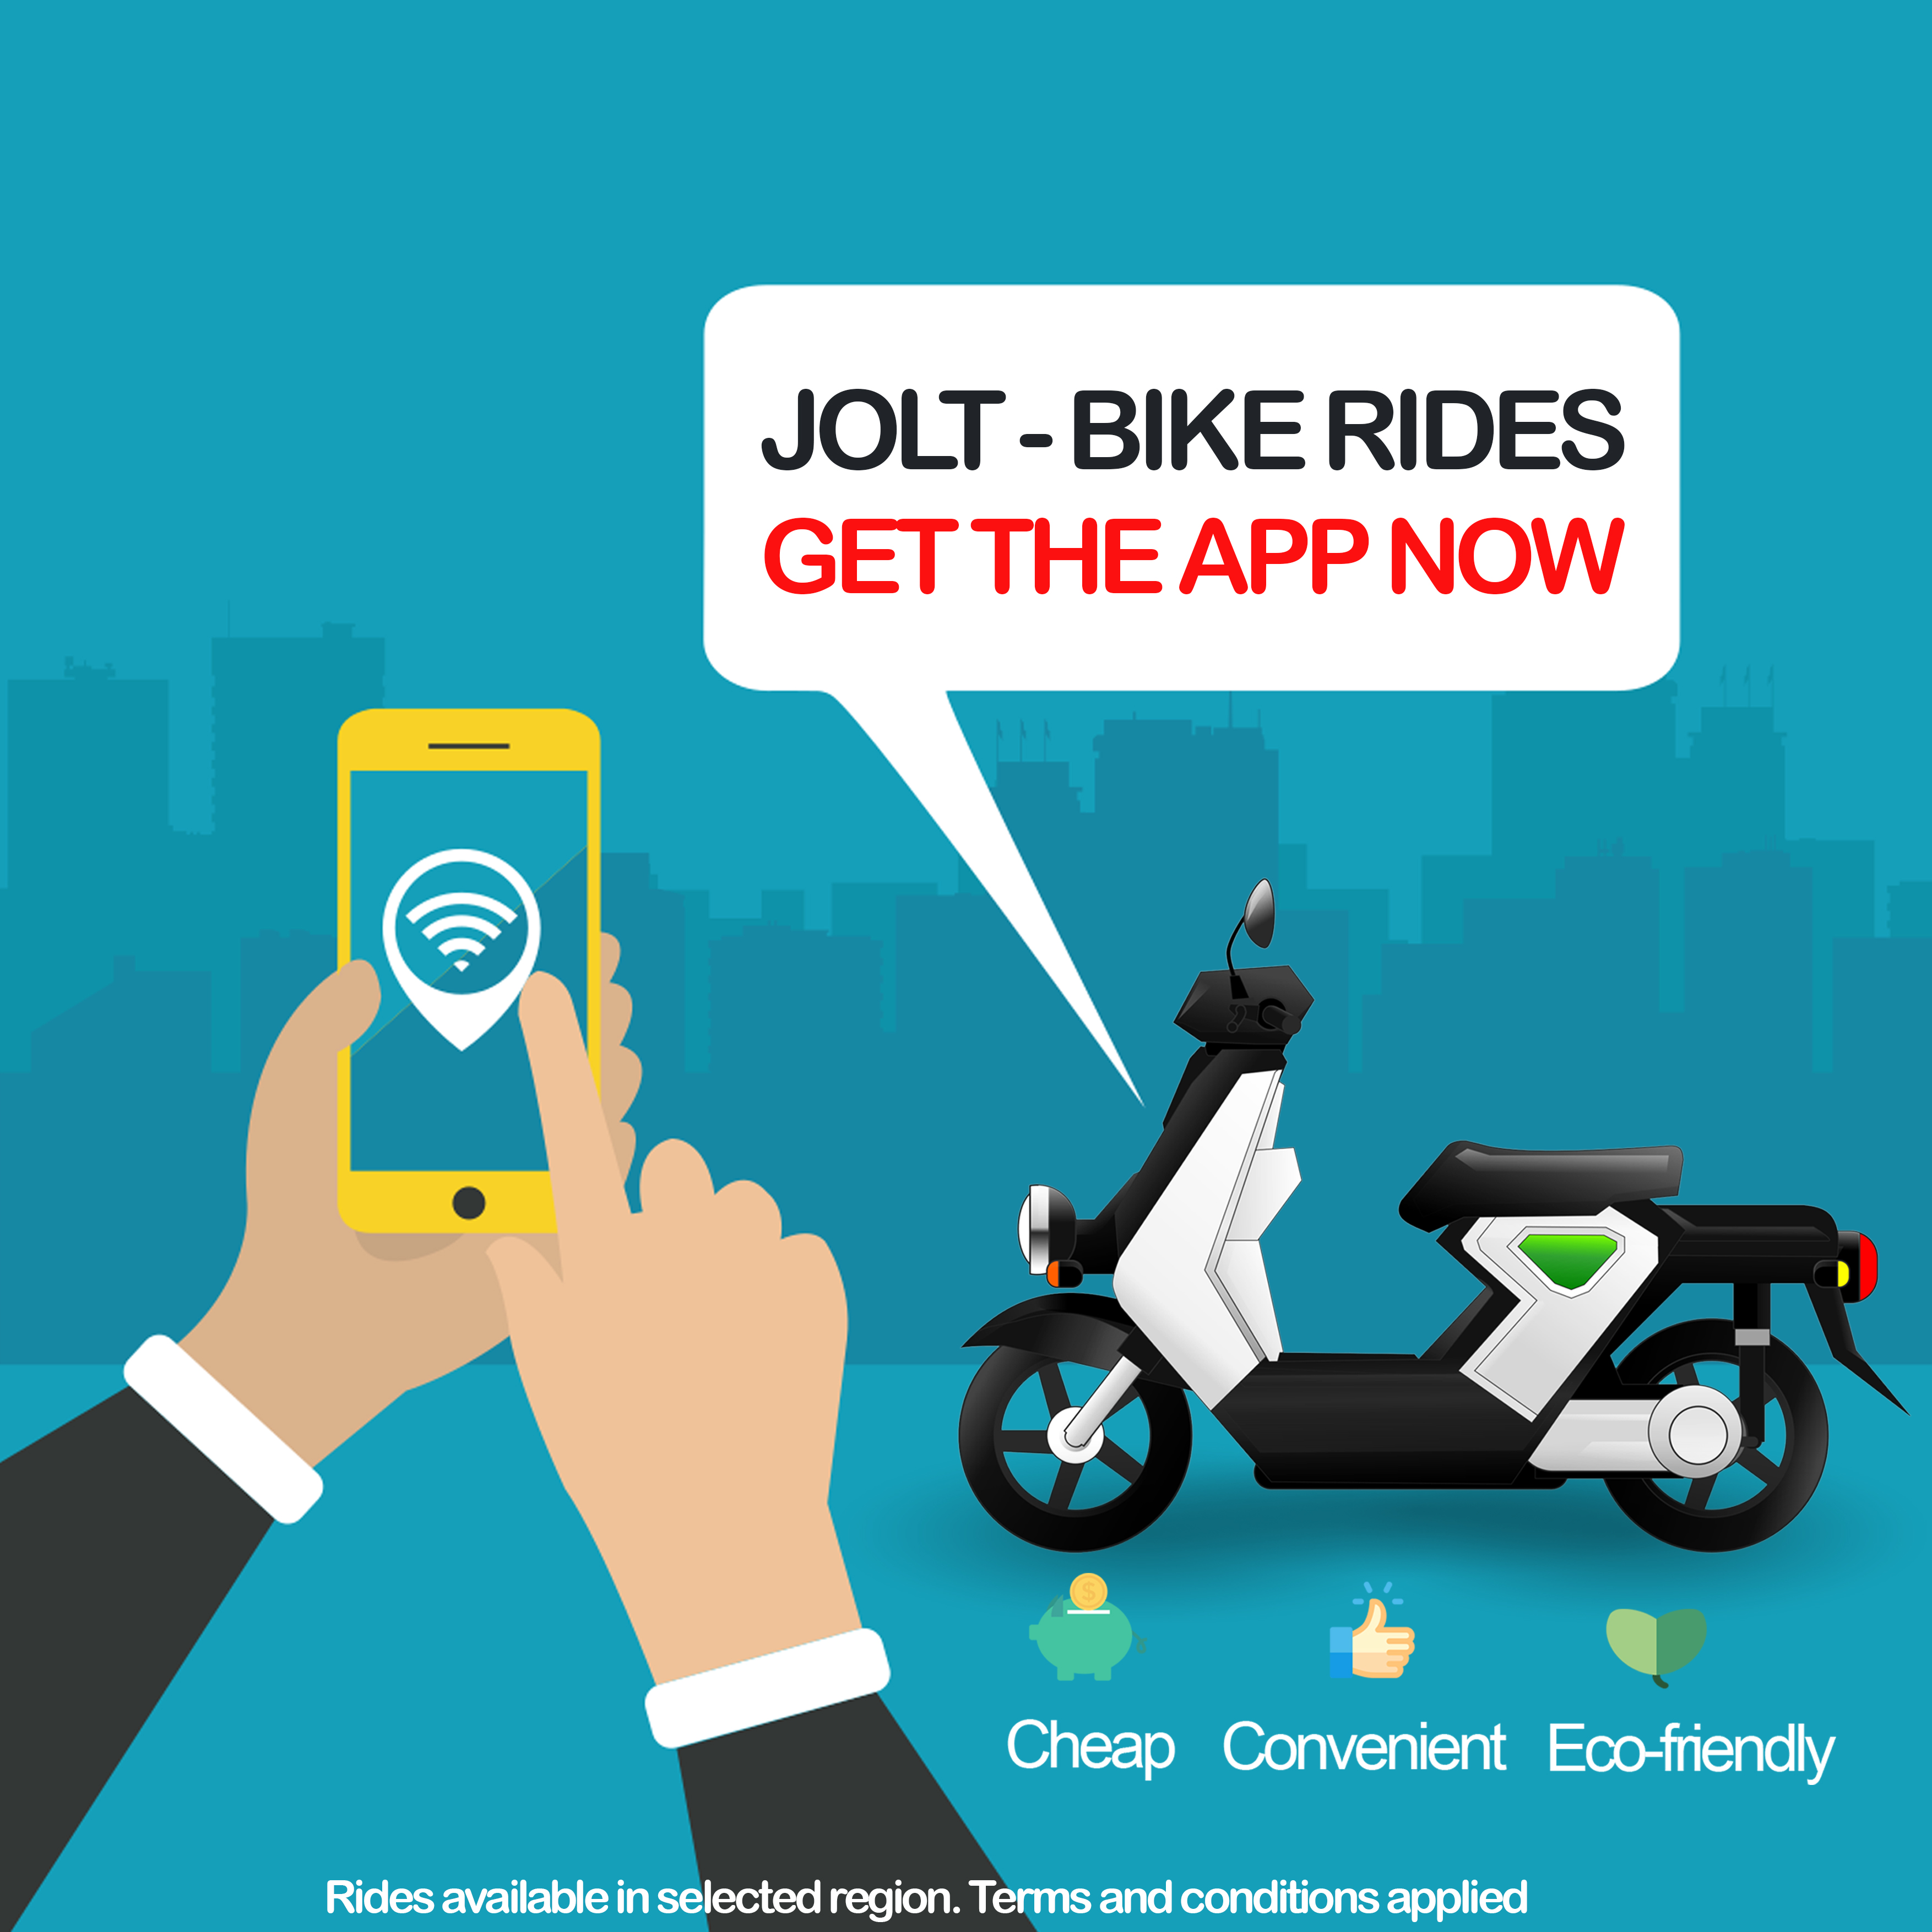 JOLT - BIKE RIDES
GET THE APP NOW
$
Cheap Convenient Eco-friendly
Rides available in selected region. Terms and conditions applied